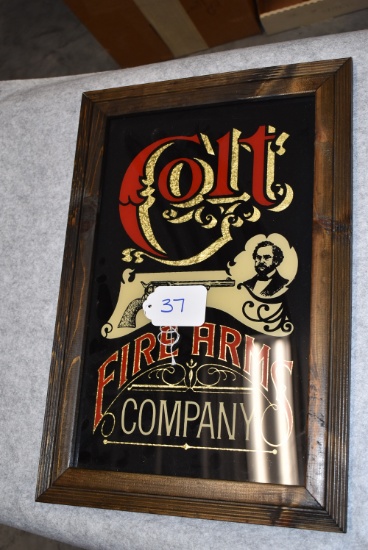 Colt
37
FIRE ARMS
COMPANY